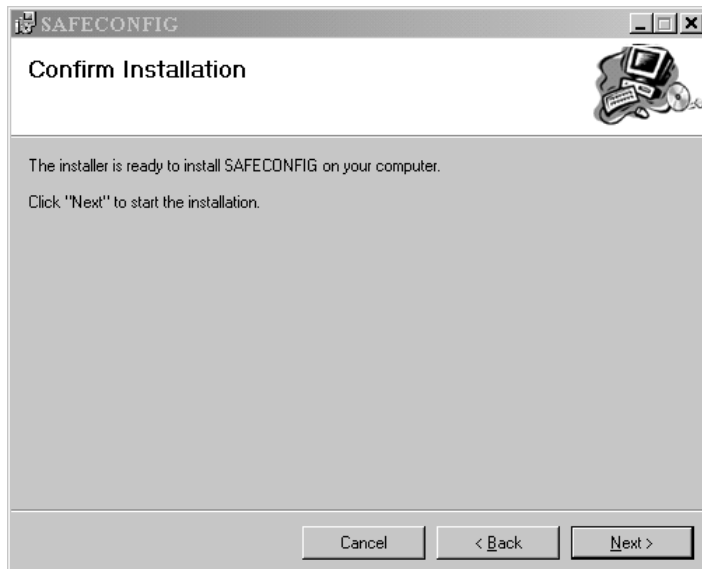 SAFECONFIG
Confirm Installation
The installer is ready to install SAFECONFIG on your computer.
Click "Next" to start the installation.
Cancel
< Back
Next >